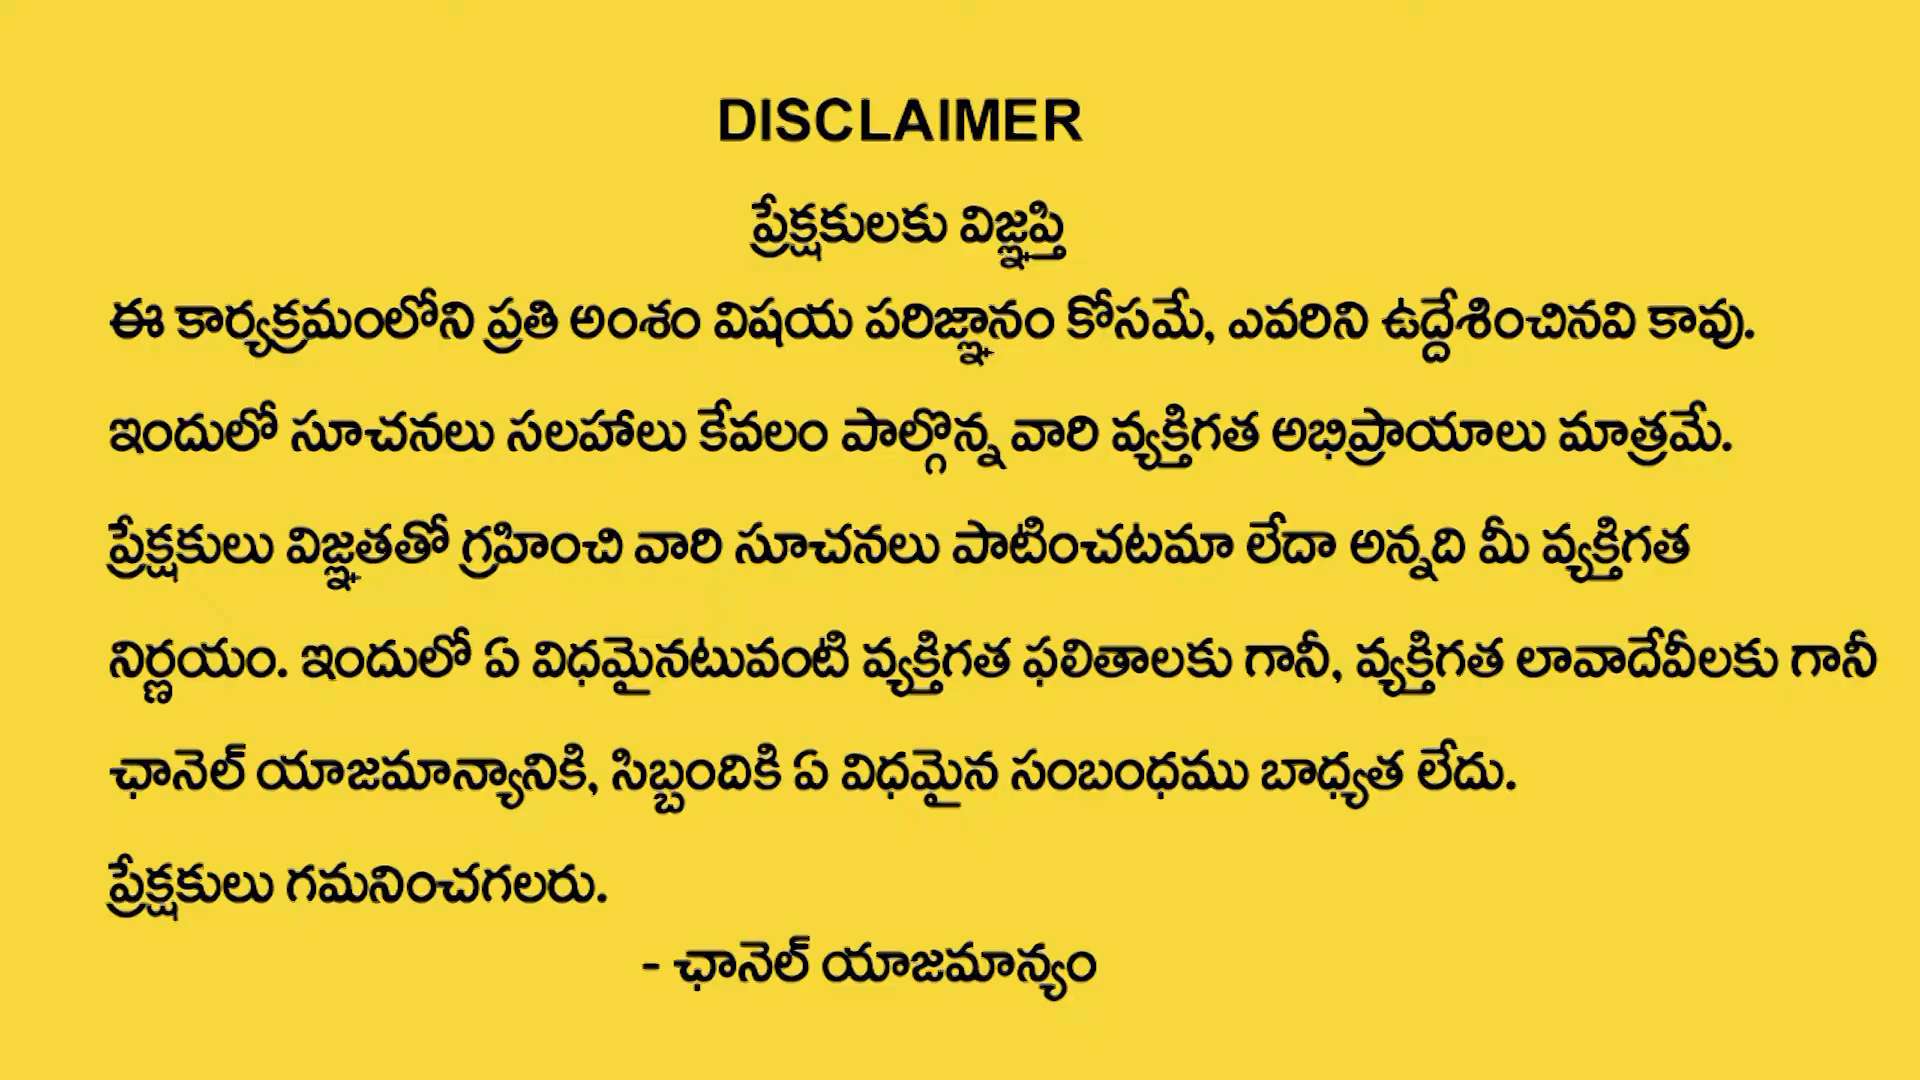 DISCLAIMER
ప్రేక్షకులకు విజ్ఞప్తి
ఈ కార్యక్రమంలోని ప్రతి అంశం విషయ పరిజ్ఞానం కోసమే, ఎవరిని ఉద్దేశించినవి కావు.
ఇందులో సూచనలు సలహాలు కేవలం పాల్గొన్న వారి వ్యక్తిగత అభిప్రాయాలు మాత్రమే.
ప్రేక్షకులు విజ్ఞతతో గ్రహించి వారి సూచనలు పాటించటమా లేదా అన్నది మీ వ్యక్తిగత
నిర్ణయం. ఇందులో ఏ విధమైనటువంటి వ్యక్తిగత ఫలితాలకు గానీ, వ్యక్తిగత లావాదేవీలకు గానీ
ఛానెల్ యాజమాన్యానికి, సిబ్బందికి ఏ విధమైన సంబంధము బాధ్యత లేదు.
ప్రేక్షకులు గమనించగలరు.
- ఛానెల్ యాజమాన్యం